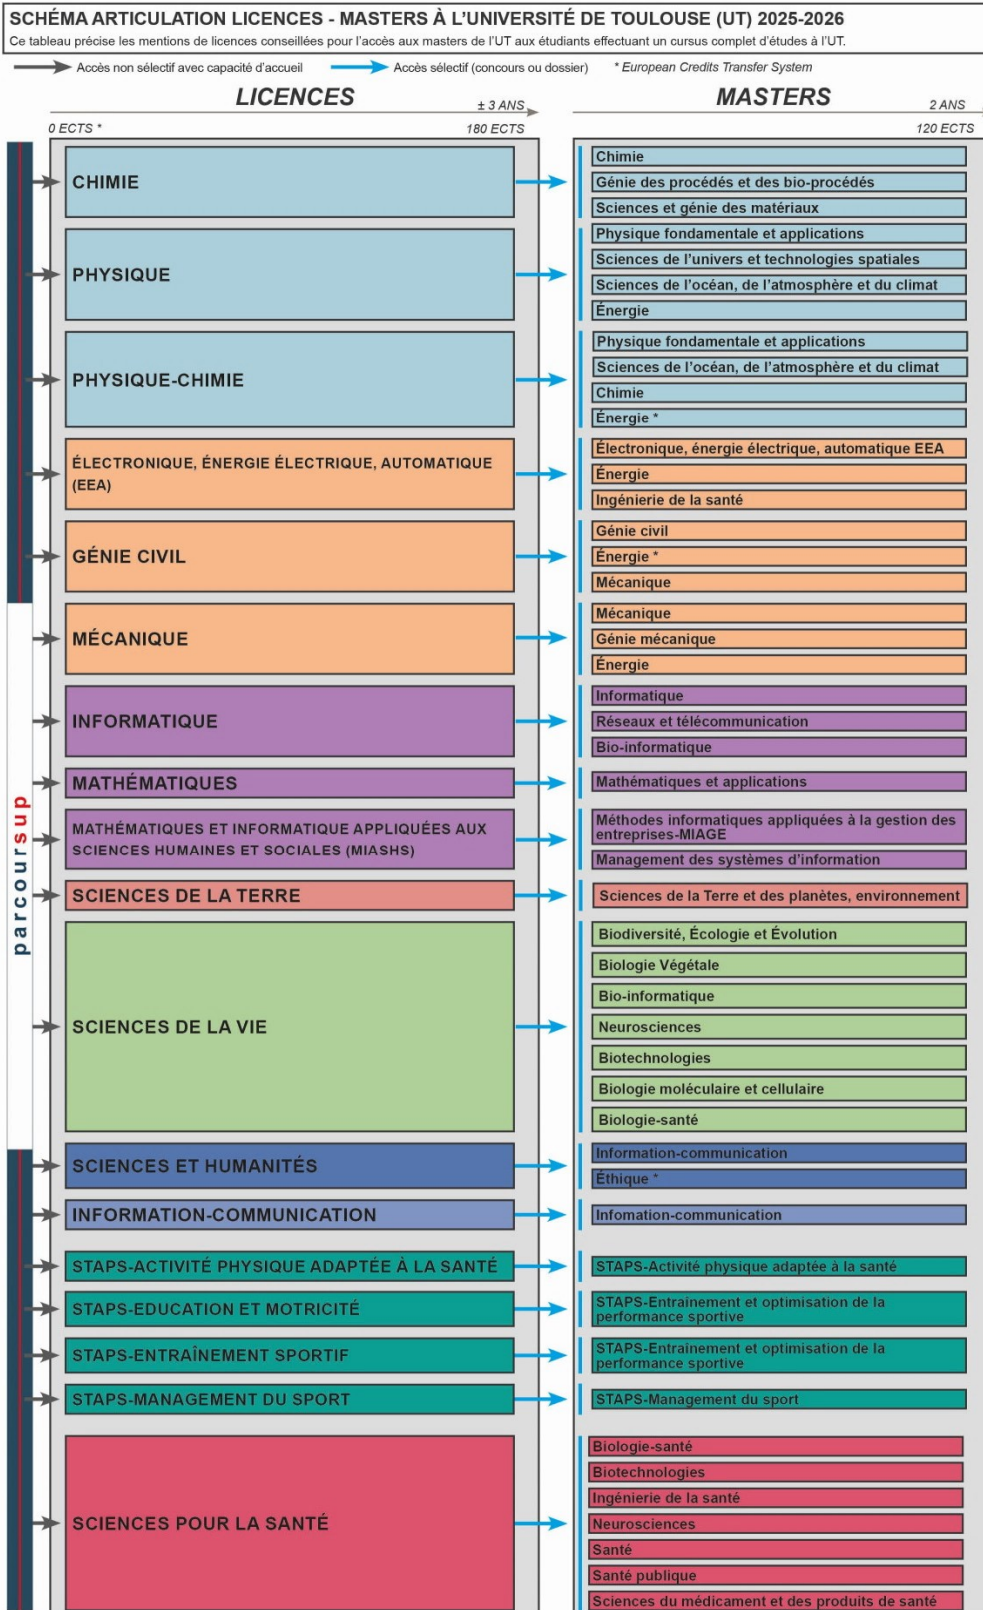 SCHÉMA ARTICULATION LICENCES - MASTERS À L'UNIVERSITÉ DE TOULOUSE (UT) 2025-2026
Ce tableau précise les mentions de licences conseillées pour l'accès aux masters de l'UT aux étudiants effectuant un cursus complet d'études à l'UT.
Accès non sélectif avec capacité d'accueil
Accès sélectif (concours ou dossier)
* European Credits Transfer System
LICENCES
± 3 ANS
MASTERS
2 ANS
0 ECTS *
180 ECTS
120 ECTS
parcoursup
CHIMIE
Chimie
Génie des procédés et des bio-procédés
Sciences et génie des matériaux
PHYSIQUE
Physique fondamentale et applications
Sciences de l'univers et technologies spatiales
Sciences de l'océan, de l'atmosphère et du climat
Énergie
PHYSIQUE-CHIMIE
Physique fondamentale et applications
Sciences de l'océan, de l'atmosphère et du climat
Chimie
Énergie *
ÉLECTRONIQUE, ÉNERGIE ÉLECTRIQUE, AUTOMATIQUE
(EEA)
Électronique, énergie électrique, automatique EEA
Énergie
Ingénierie de la santé
GÉNIE CIVIL
Génie civil
Énergie *
Mécanique
MÉCANIQUE
Mécanique
Génie mécanique
Énergie
INFORMATIQUE
Informatique
Réseaux et télécommunication
Bio-informatique
MATHÉMATIQUES
Mathématiques et applications
MATHÉMATIQUES ET INFORMATIQUE APPLIQUÉES AUX
SCIENCES HUMAINES ET SOCIALES (MIASHS)
Méthodes informatiques appliquées à la gestion des
entreprises-MIAGE
Management des systèmes d'information
SCIENCES DE LA TERRE
Sciences de la Terre et des planètes, environnement
SCIENCES DE LA VIE
Biodiversité, Écologie et Évolution
Biologie Végétale
Bio-informatique
Neurosciences
Biotechnologies
Biologie moléculaire et cellulaire
Biologie-santé
SCIENCES ET HUMANITÉS
Information-communication
Éthique *
INFORMATION-COMMUNICATION
Infomation-communication
STAPS-ACTIVITÉ PHYSIQUE ADAPTÉE À LA SANTÉ
STAPS-Activité physique adaptée à la santé
STAPS-EDUCATION ET MOTRICITÉ
STAPS-Entraînement et optimisation de la
performance sportive
STAPS-ENTRAÎNEMENT SPORTIF
STAPS-Entraînement et optimisation de la
performance sportive
STAPS-MANAGEMENT DU SPORT
STAPS-Management du sport
SCIENCES POUR LA SANTÉ
Biologie-santé
Biotechnologies
Ingénierie de la santé
Neurosciences
Santé
Santé publique
Sciences du médicament et des produits de santé